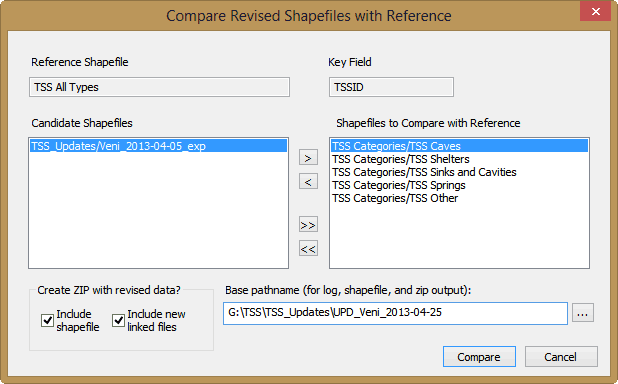 Compare Revised Shapefiles with Reference
x
Reference Shapefile
Key Field
TSS All Types
TSSID
Candidate Shapefiles
Shapefiles to Compare with Reference
TSS_Updates/Veni_2013-04-05_exp
TSS Categories/TSS Caves
TSS Categories/TSS Shelters
TSS Categories/TSS Sinks and Cavities
TSS Categories/TSS Springs
TSS Categories/TSS Other
>
<
>>
<<
Create ZIP with revised data?
Include shapefile
Include new linked files
Base pathname (for log, shapefile, and zip output):
G:\TSS\TSS_Updates\UPD_Veni_2013-04-25
...
Compare
Cancel